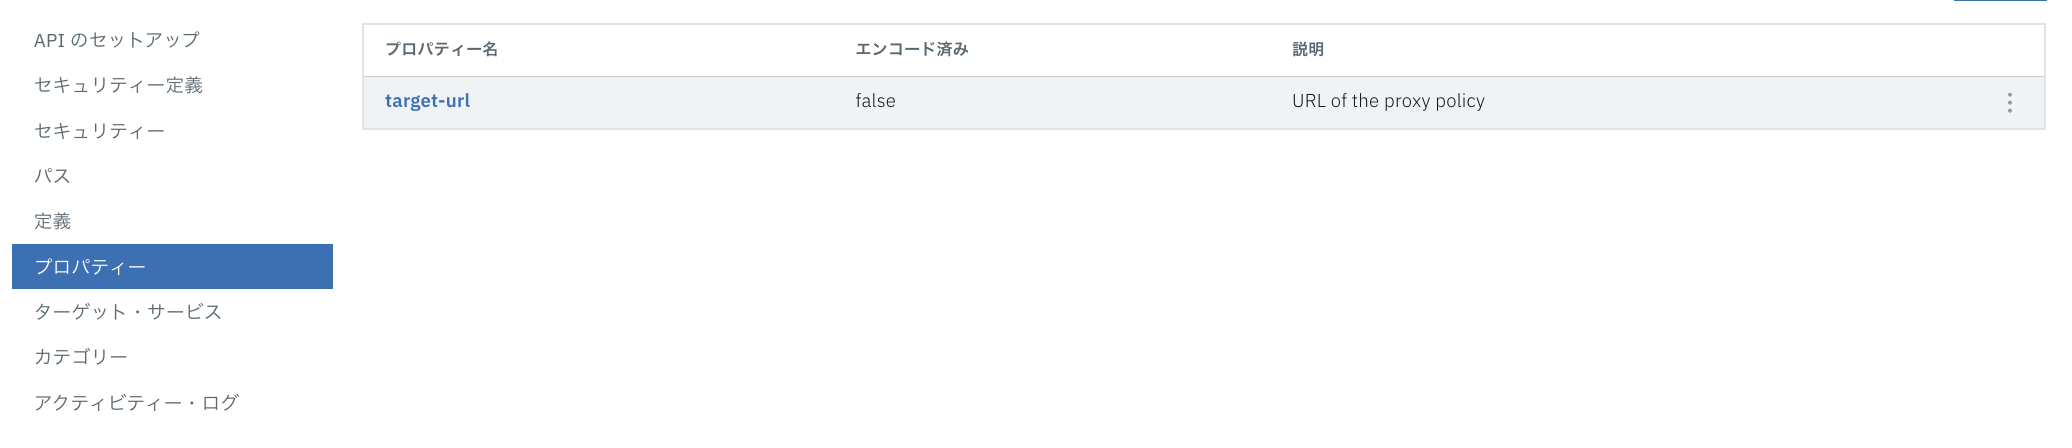 API のセットアップ
セキュリティー定義
セキュリティー
パス
定義
プロパティー
ターゲット・サービス
カテゴリー
アクティビティー・ログ
プロパティー名 エンコード済み 説明
target-url false URL of the proxy policy